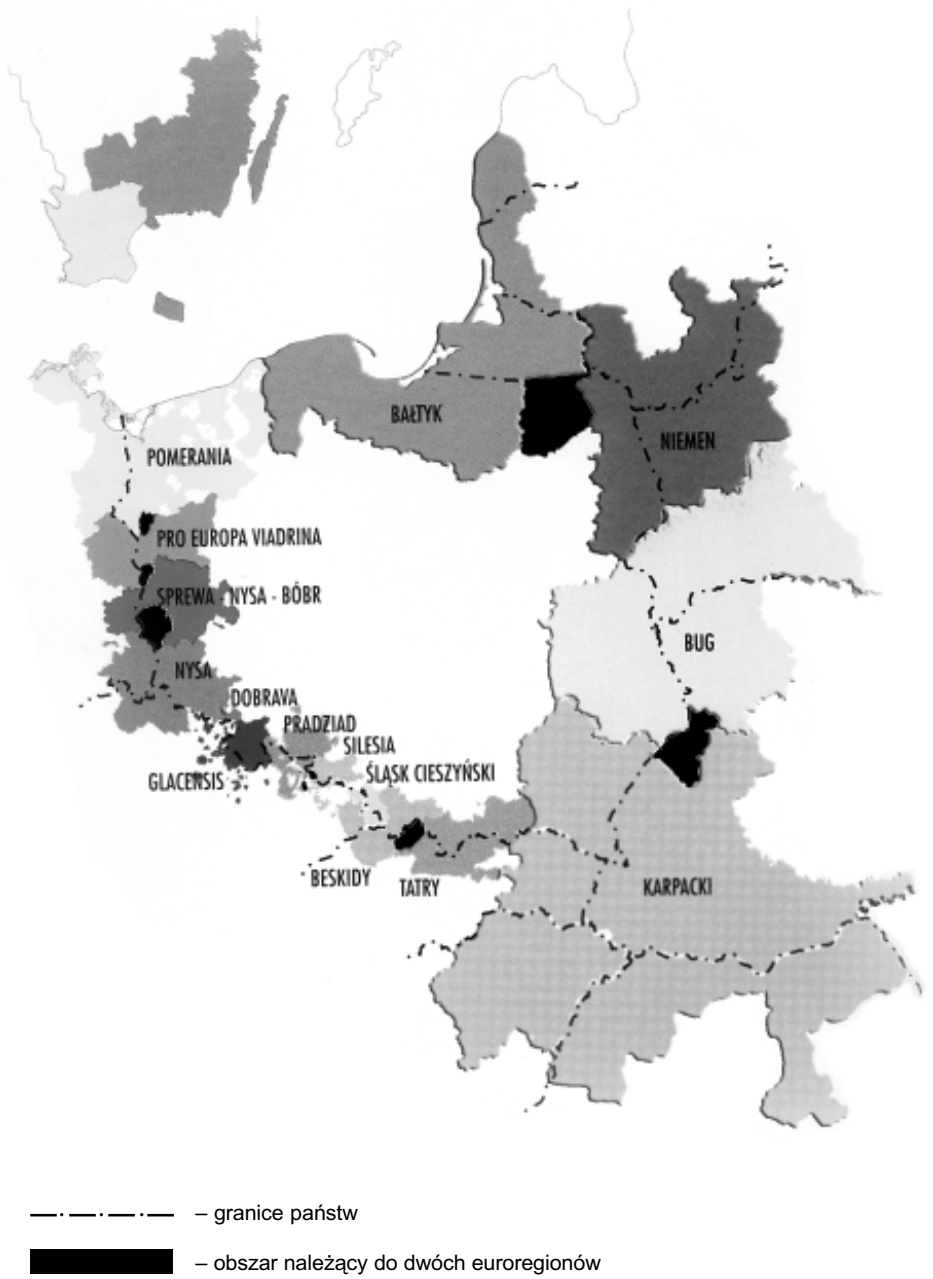 BAŁTYK
NIEMEN
POMERANIA
PRO EUROPA VIADRINA
SPREWA - NYSA - BÓBR
BUG
NYSA
DOBRAVA
PRADZIAD
SILESIA
ŚLĄSK CIESZYŃSKI
GLACENSIS
BESKIDY
TATRY
KARPACKI
– granice państw
– obszar należący do dwóch euroregionów